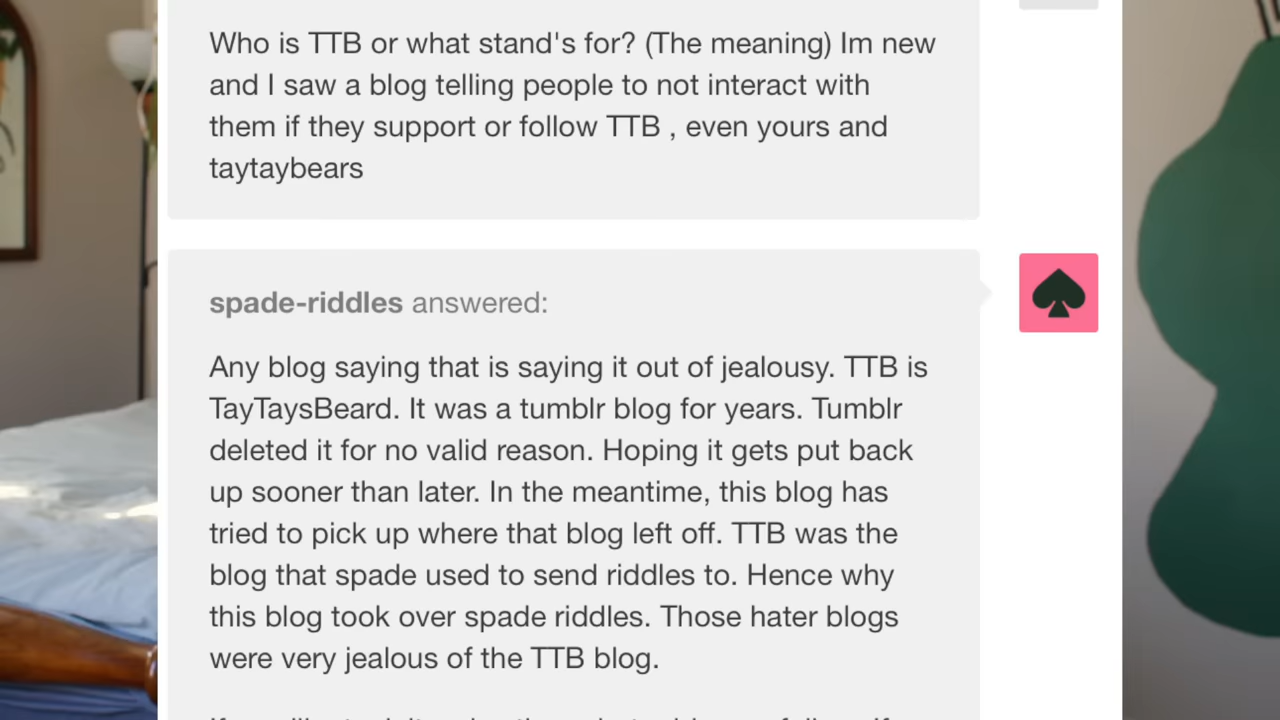 Who is TTB or what stand's for? (The meaning) Im new
and I saw a blog telling people to not interact with
them if they support or follow TTB , even yours and
taytaybears
spade-riddles answered:
Any blog saying that is saying it out of jealousy. TTB is
TayTaysBeard. It was a tumblr blog for years. Tumblr
deleted it for no valid reason. Hoping it gets put back
up sooner than later. In the meantime, this blog has
tried to pick up where that blog left off. TTB was the
blog that spade used to send riddles to. Hence why
this blog took over spade riddles. Those hater blogs
were very jealous of the TTB blog.